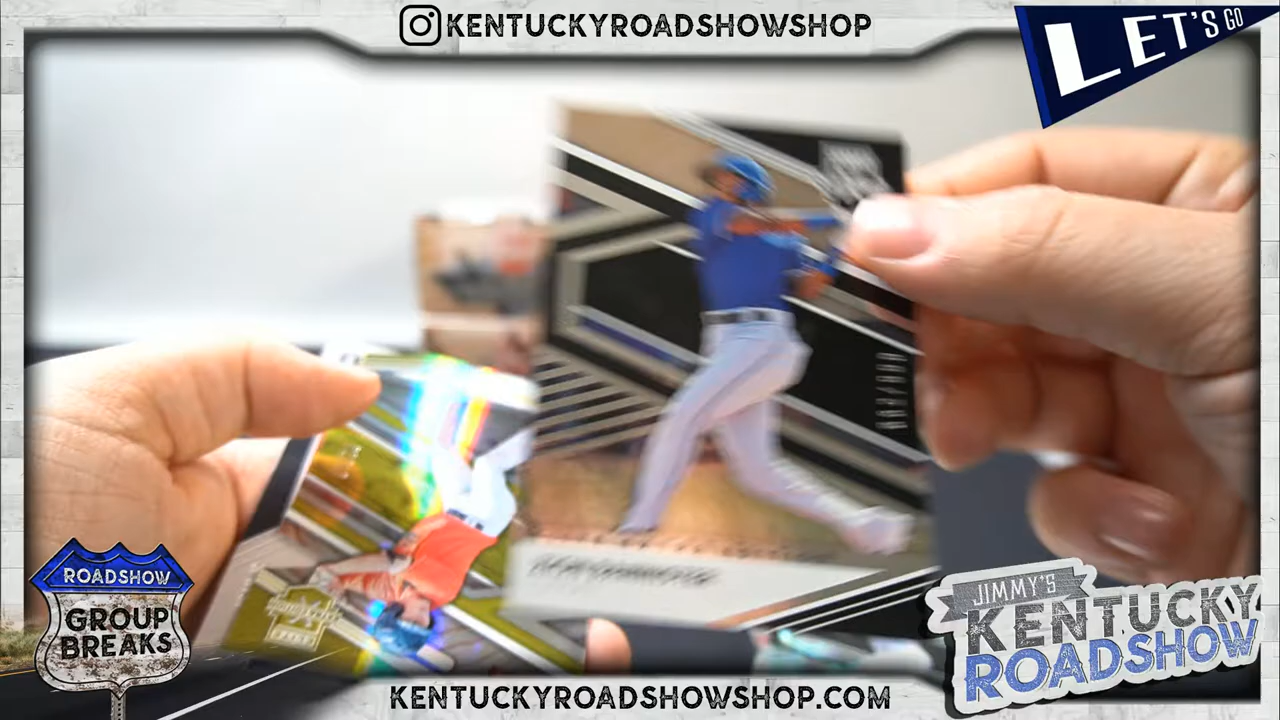 KENTUCKYROADSHOWSHOP
LET'S GO
ROADSHOW
GROUP
BREAKS
JIMMY'S
KENTUCKY
ROADSHOW
KENTUCKYROADSHOWSHOP.COM